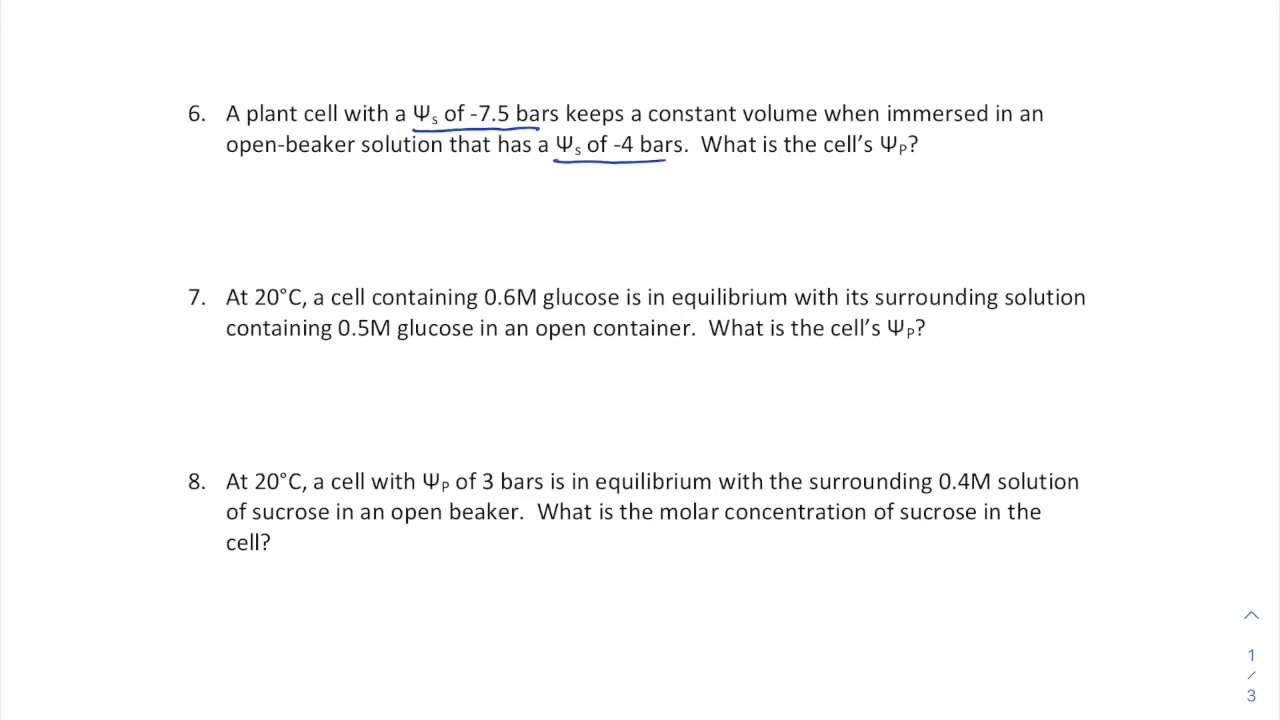 6. A plant cell with a Ψs of -7.5 bars keeps a constant volume when immersed in an
open-beaker solution that has a Ψs of -4 bars.  What is the cell’s ΨP?
7. At 20°C, a cell containing 0.6M glucose is in equilibrium with its surrounding solution
containing 0.5M glucose in an open container.  What is the cell’s ΨP?
8. At 20°C, a cell with ΨP of 3 bars is in equilibrium with the surrounding 0.4M solution
of sucrose in an open beaker.  What is the molar concentration of sucrose in the
cell?
1
/
3